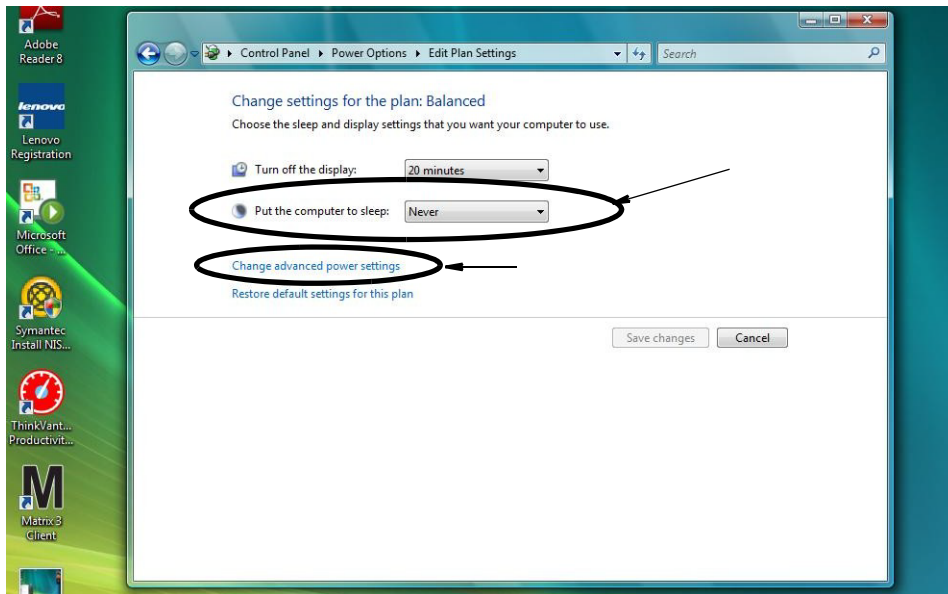 Adobe
Reader 8
lenovo
Lenovo
Registration
Microsoft
Office - ...
Symantec
Install NIS...
ThinkVant...
Productivit...
M
Matrix3
Client
Control Panel
Power Options
Edit Plan Settings
Search
Change settings for the plan: Balanced
Choose the sleep and display settings that you want your computer to use.
Turn off the display: 20 minutes
Put the computer to sleep: Never
Change advanced power settings
Restore default settings for this plan
Save changes Cancel